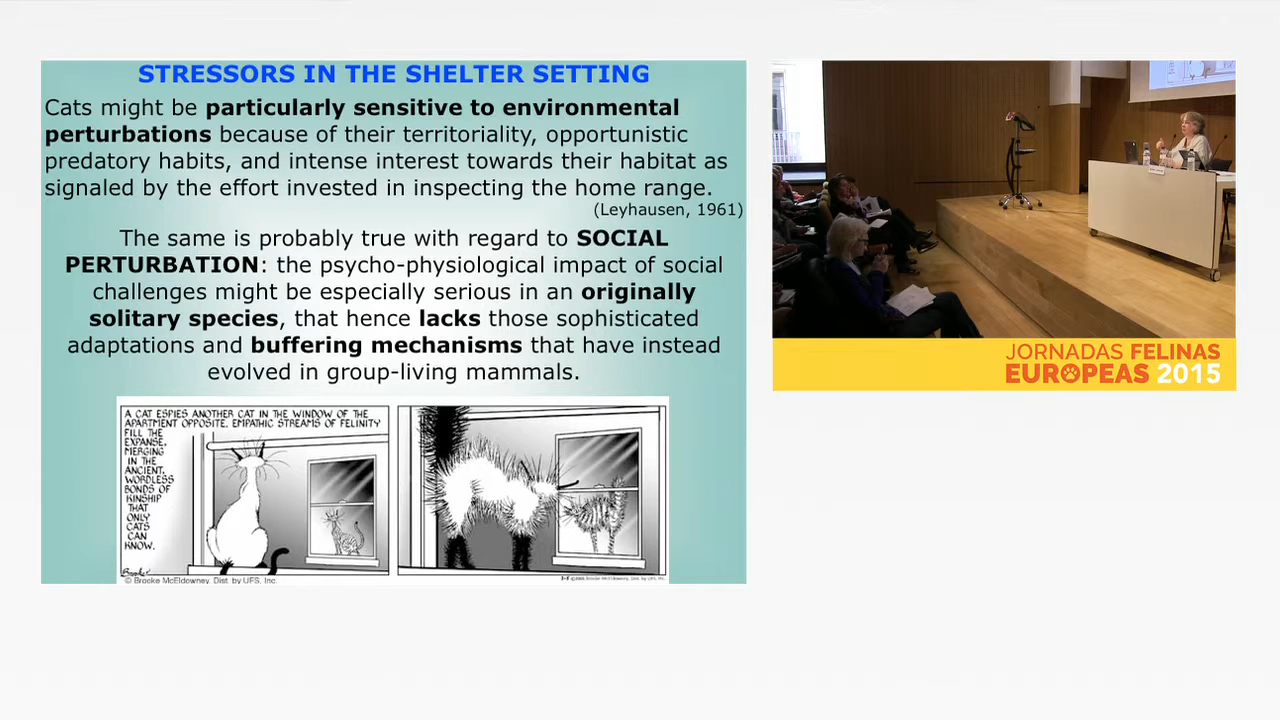 STRESSORS IN THE SHELTER SETTING
Cats might be particularly sensitive to environmental
perturbations because of their territoriality, opportunistic
predatory habits, and intense interest towards their habitat as
signaled by the effort invested in inspecting the home range.
(Leyhausen, 1961)
The same is probably true with regard to SOCIAL
PERTURBATION: the psycho-physiological impact of social
challenges might be especially serious in an originally
solitary species, that hence lacks those sophisticated
adaptations and buffering mechanisms that have instead
evolved in group-living mammals.
A CAT ESPIES ANOTHER CAT IN THE WINDOW OF THE
APARTMENT OPPOSITE. EMPATHIC STREAMS OF FELINITY
FILL THE
EXPANSE,
MERGING
IN THE
ANCIENT,
WORDLESS
BONDS OF
KINSHIP
THAT
ONLY
CATS
CAN
KNOW.
Brooke
© Brooke McEldowney, Dist. by UFS, Inc.
JORNADAS FELINAS
EUROPEAS 2015